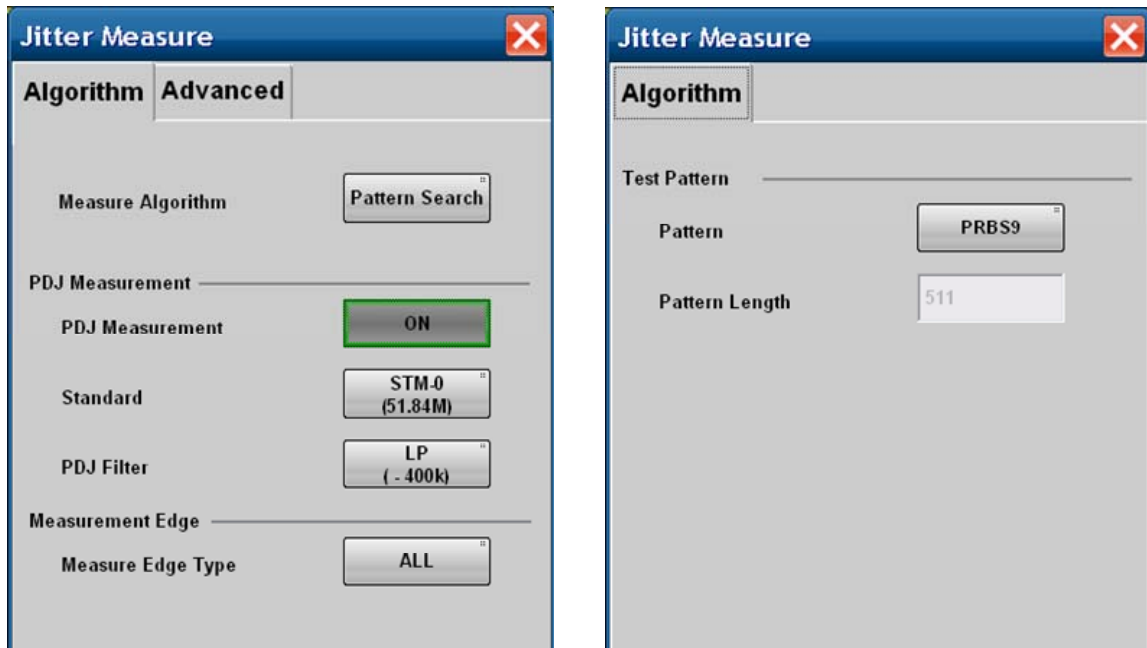 Jitter Measure
Algorithm Advanced
Measure Algorithm Pattern Search
PDJ Measurement
PDJ Measurement ON
Standard STM-0
(51.84M)
PDJ Filter LP
( - 400k)
Measurement Edge
Measure Edge Type ALL
Jitter Measure
Algorithm
Test Pattern
Pattern PRBS9
Pattern Length 511